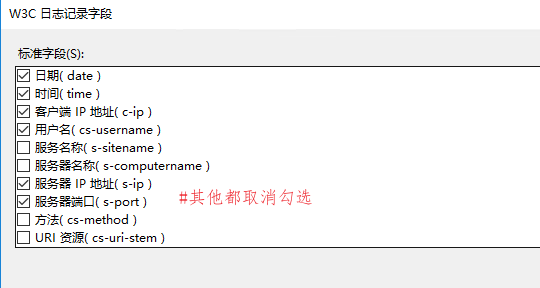 W3C 日志记录字段
标准字段(S):
日期( date )
时间( time )
客户端 IP 地址( c-ip )
用户名( cs-username )
服务名称( s-sitename )
服务器名称( s-computername )
服务器 IP 地址( s-ip )
服务器端口( s-port )
#其他都取消勾选
方法( cs-method )
URI 资源( cs-uri-stem )